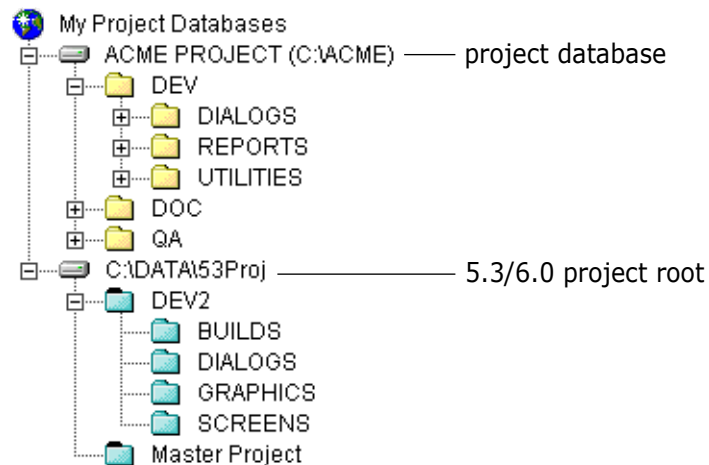 My Project Databases
ACME PROJECT (C:\ACME) project database
DEV
DIALOGS
REPORTS
UTILITIES
DOC
QA
C:\DATA\53Proj 5.3/6.0 project root
DEV2
BUILDS
DIALOGS
GRAPHICS
SCREENS
Master Project